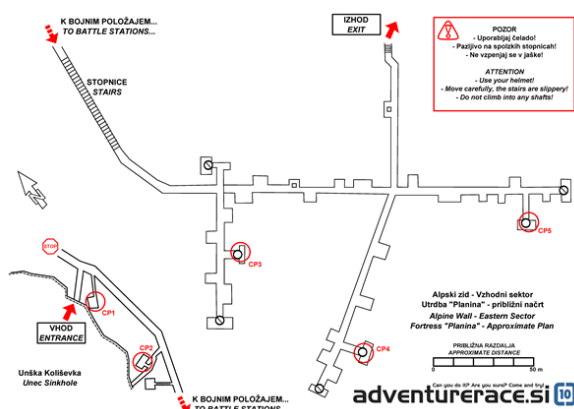 K BOJNIM POLOŽAJEM...
TO BATTLE STATIONS...
STOPNICE
STAIRS
IZHOD
EXIT
POZOR
- Uporabljaj čelado!
- Pazljivo na spolzkih stopnicah!
- Ne vzpenjaj se v jaške!
ATTENTION
- Use your helmet!
- Move carefully, the stairs are slippery!
- Do not climb into any shafts!
STOP
CP3
CP5
CP1
VHOD
ENTRANCE
CP2
CP4
Unška Koliševka
Unec Sinkhole
K BOJNIM POLOŽAJEM...
TO BATTLE STATIONS...
Alpski zid - Vzhodni sektor
Utrdba "Planina" - približni načrt
Alpine Wall - Eastern Sector
Fortress "Planina" - Approximate Plan
PRIBLIŽNA RAZDALJA
APPROXIMATE DISTANCE
0 50 m
Can you do it? Are you sure? Come and try!
adventurerace.si 10